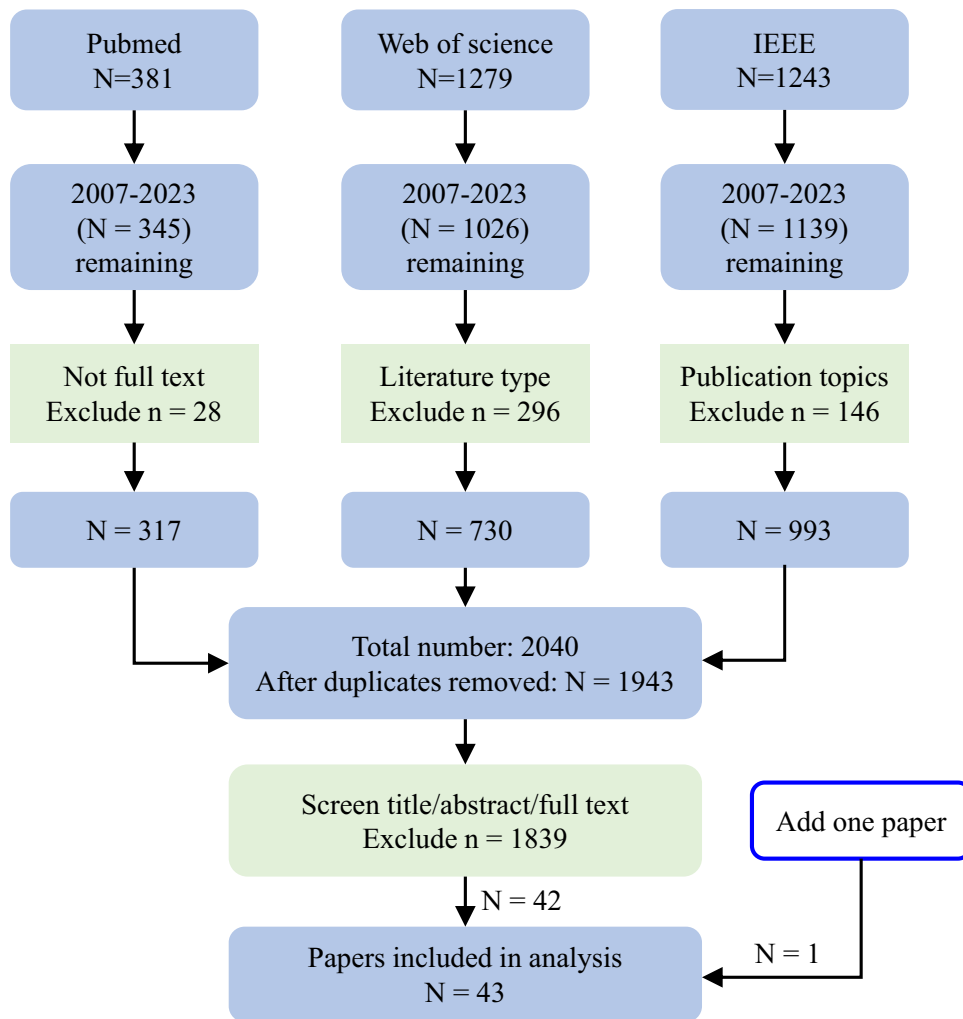 Pubmed
N=381
Web of science
N=1279
IEEE
N=1243
2007-2023
(N = 345)
remaining
2007-2023
(N = 1026)
remaining
2007-2023
(N = 1139)
remaining
Not full text
Exclude n = 28
Literature type
Exclude n = 296
Publication topics
Exclude n = 146
N = 317
N = 730
N = 993
Total number: 2040
After duplicates removed: N = 1943
Screen title/abstract/full text
Exclude n = 1839
Add one paper
N = 42
N = 1
Papers included in analysis
N = 43